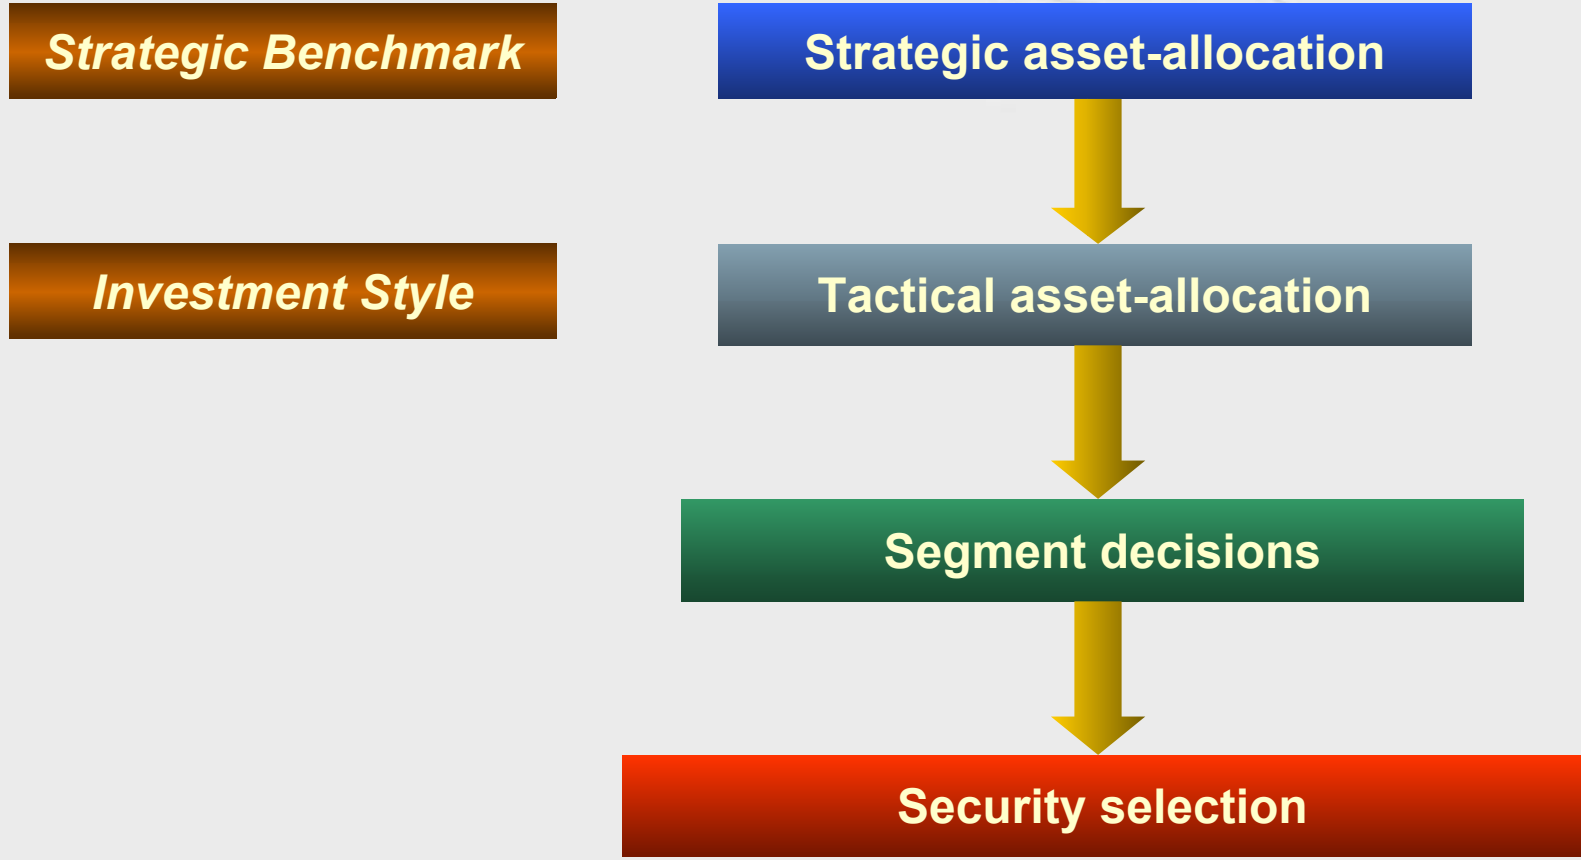 Strategic Benchmark
Strategic asset-allocation
Investment Style
Tactical asset-allocation
Segment decisions
Security selection